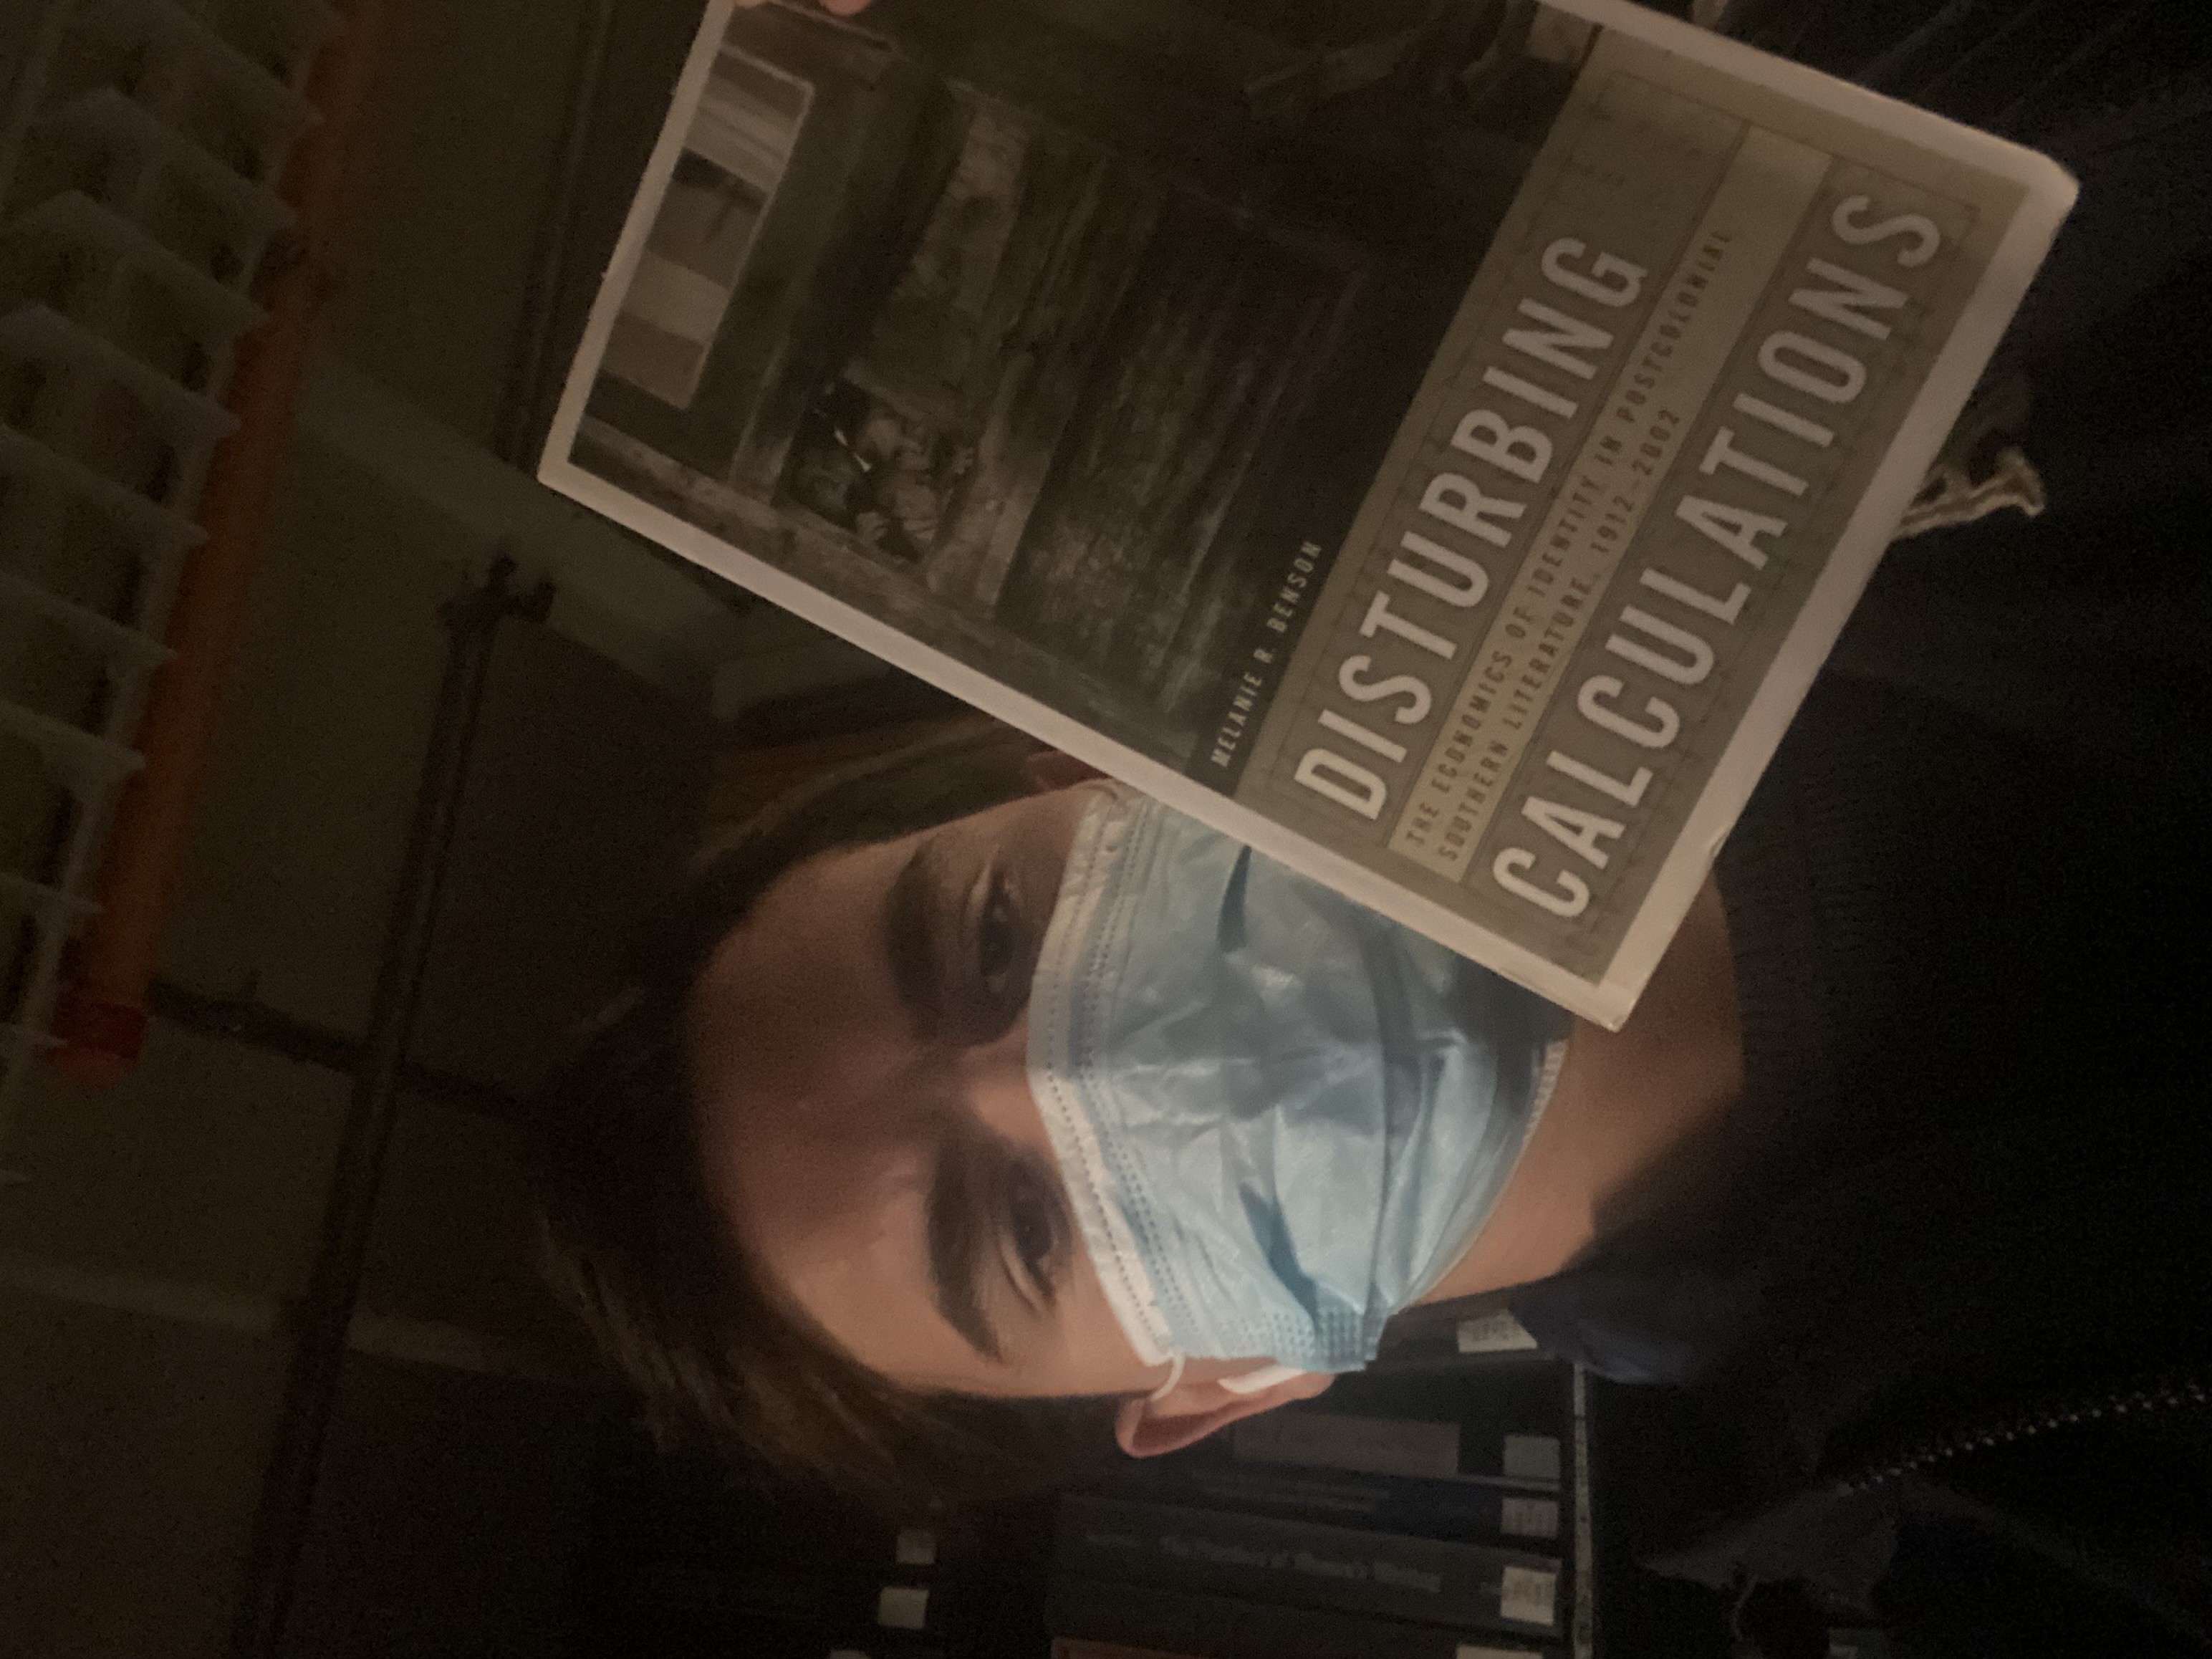 MELANIE R. BENSON
DISTURBING
THE ECONOMICS OF IDENTITY IN POSTCOLONIAL
SOUTHERN LITERATURE, 1912–2002
CALCULATIONS